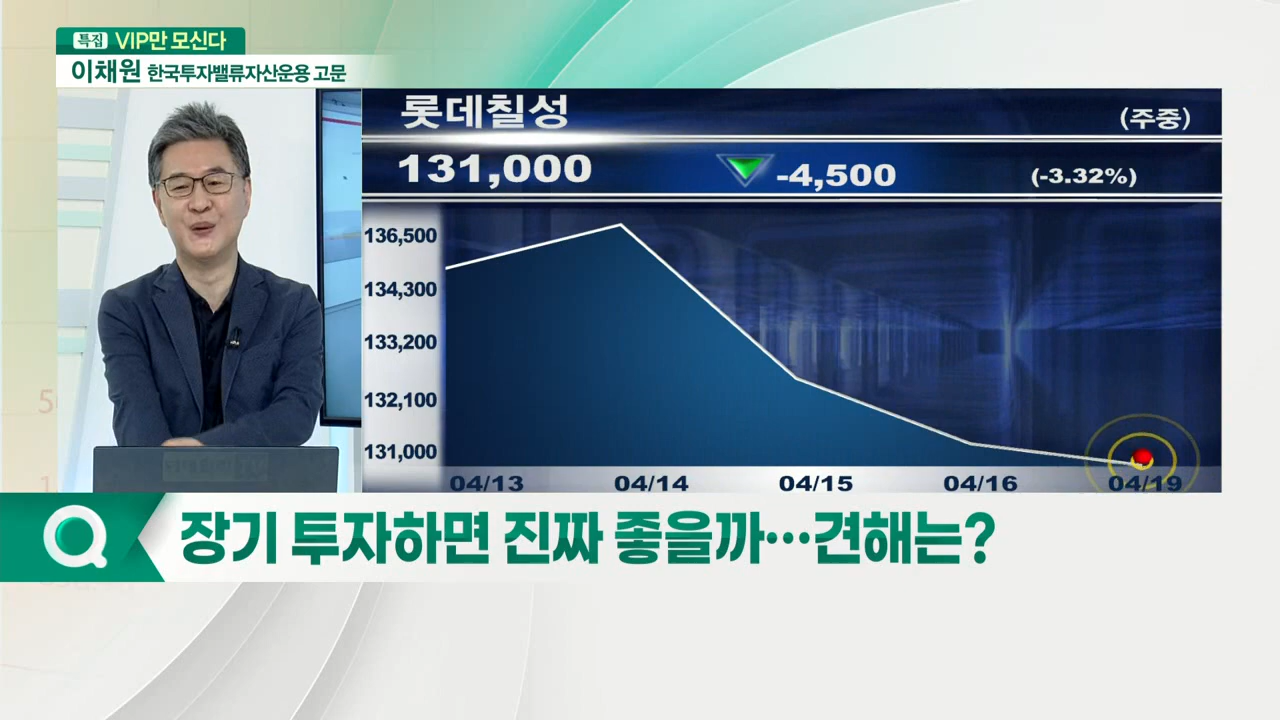 특집 VIP만 모신다
이채원 한국투자밸류자산운용 고문
롯데칠성 (주중)
131,000 -4,500 (-3.32%)
136,500
134,300
133,200
132,100
131,000
04/13 04/14 04/15 04/16 04/19
Q 장기 투자하면 진짜 좋을까…견해는?